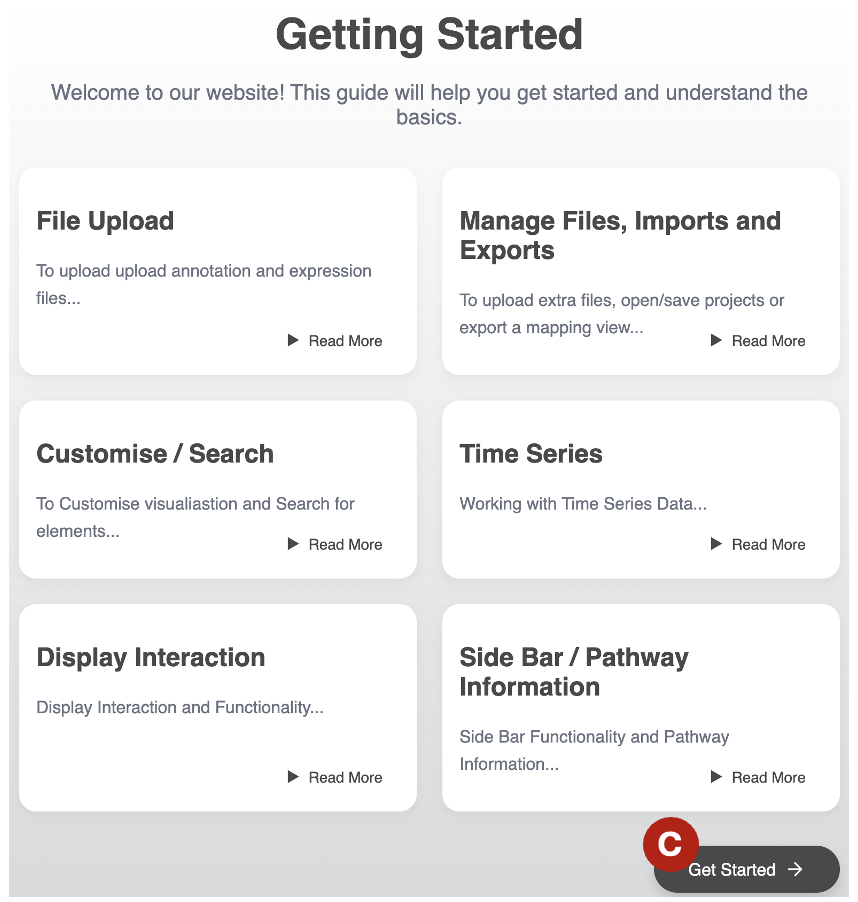 Getting Started
Welcome to our website! This guide will help you get started and understand the
basics.
File Upload
To upload upload annotation and expression
files...
Read More
Manage Files, Imports and
Exports
To upload extra files, open/save projects or
export a mapping view...
Read More
Customise / Search
To Customise visualiastion and Search for
elements...
Read More
Time Series
Working with Time Series Data...
Read More
Display Interaction
Display Interaction and Functionality...
Read More
Side Bar / Pathway
Information
Side Bar Functionality and Pathway
Information...
Read More
C
Get Started →